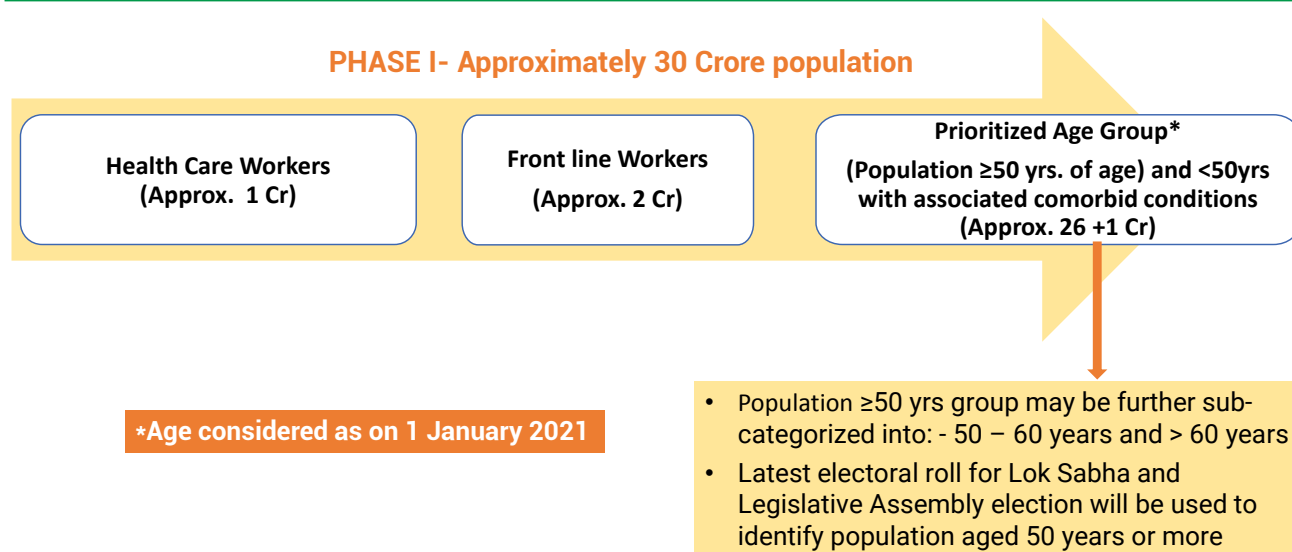 PHASE I- Approximately 30 Crore population
Health Care Workers
(Approx. 1 Cr)
Front line Workers
(Approx. 2 Cr)
Prioritized Age Group*
(Population ≥50 yrs. of age) and <50yrs
with associated comorbid conditions
(Approx. 26 +1 Cr)
*Age considered as on 1 January 2021
• Population ≥50 yrs group may be further sub-
categorized into: - 50 – 60 years and > 60 years
• Latest electoral roll for Lok Sabha and
Legislative Assembly election will be used to
identify population aged 50 years or more